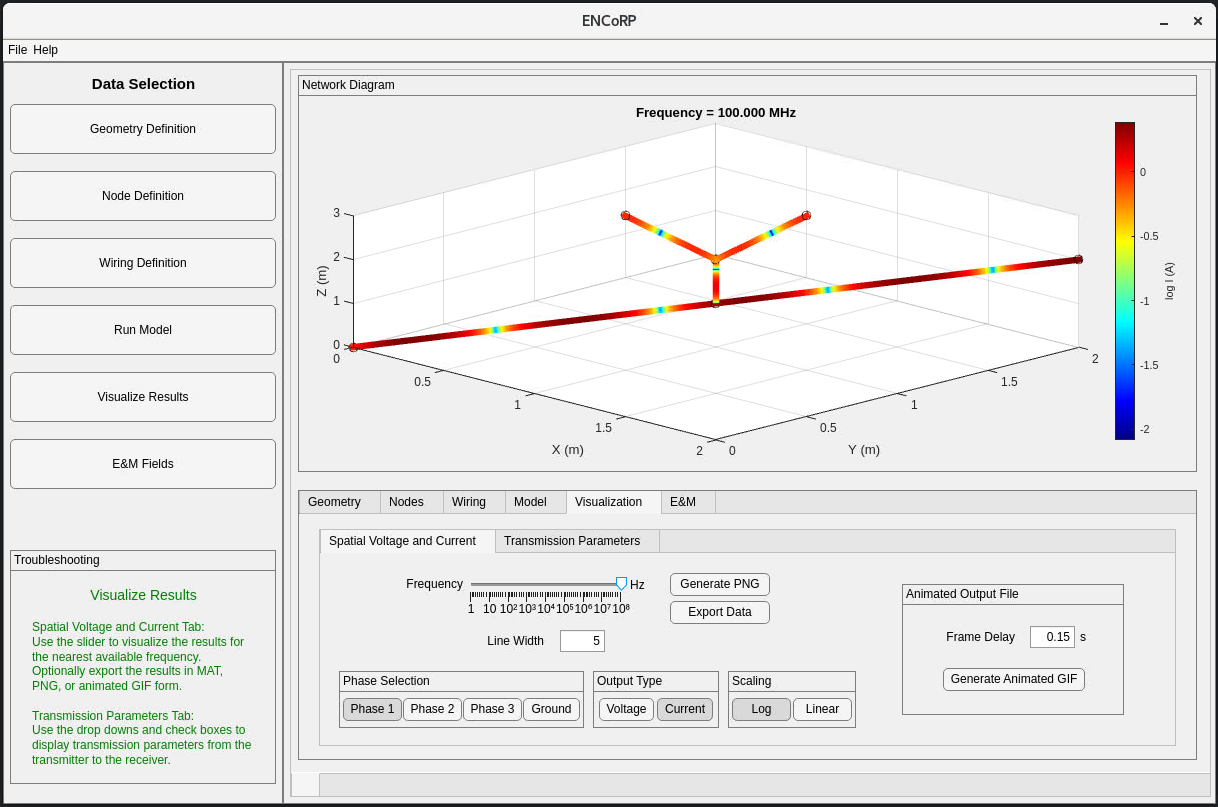 ENCoRP
File Help
Data Selection
Geometry Definition
Node Definition
Wiring Definition
Run Model
Visualize Results
E&M Fields
Troubleshooting
Visualize Results
Spatial Voltage and Current Tab:
Use the slider to visualize the results for
the nearest available frequency.
Optionally export the results in MAT,
PNG, or animated GIF form.
Transmission Parameters Tab:
Use the drop downs and check boxes to
display transmission parameters from the
transmitter to the receiver.
Network Diagram
Frequency = 100.000 MHz
3
2
1
0
Z (m)
0
0.5
1
1.5
2
X (m)
0
0.5
1
1.5
2
Y (m)
0
-0.5
-1
-1.5
-2
log I (A)
Geometry Nodes Wiring Model Visualization E&M
Spatial Voltage and Current Transmission Parameters
Frequency Hz
1 10 10² 10³ 10⁴ 10⁵ 10⁶ 10⁷ 10⁸
Line Width 5
Generate PNG
Export Data
Phase Selection
Phase 1 Phase 2 Phase 3 Ground
Output Type
Voltage Current
Scaling
Log Linear
Animated Output File
Frame Delay 0.15 s
Generate Animated GIF